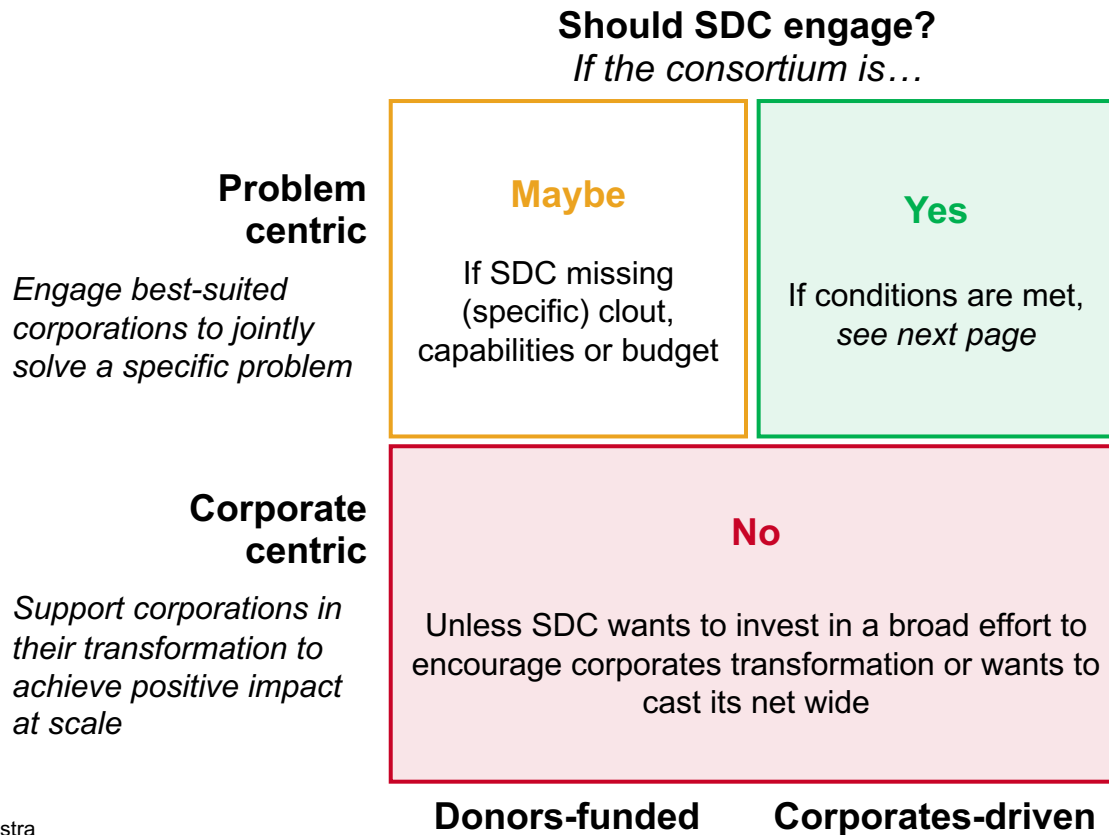 Should SDC engage?
If the consortium is…
Problem
centric
Engage best-suited
corporations to jointly
solve a specific problem
Maybe
If SDC missing
(specific) clout,
capabilities or budget
Yes
If conditions are met,
see next page
Corporate
centric
Support corporations in
their transformation to
achieve positive impact
at scale
No
Unless SDC wants to invest in a broad effort to
encourage corporates transformation or wants to
cast its net wide
Donors-funded
Corporates-driven
stra